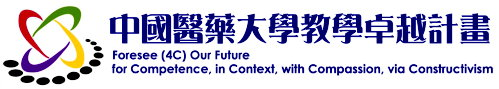 中國醫藥大學教學卓越計畫
Foresee (4C) Our Future
for Competence, in Context, with Compassion, via Constructivism